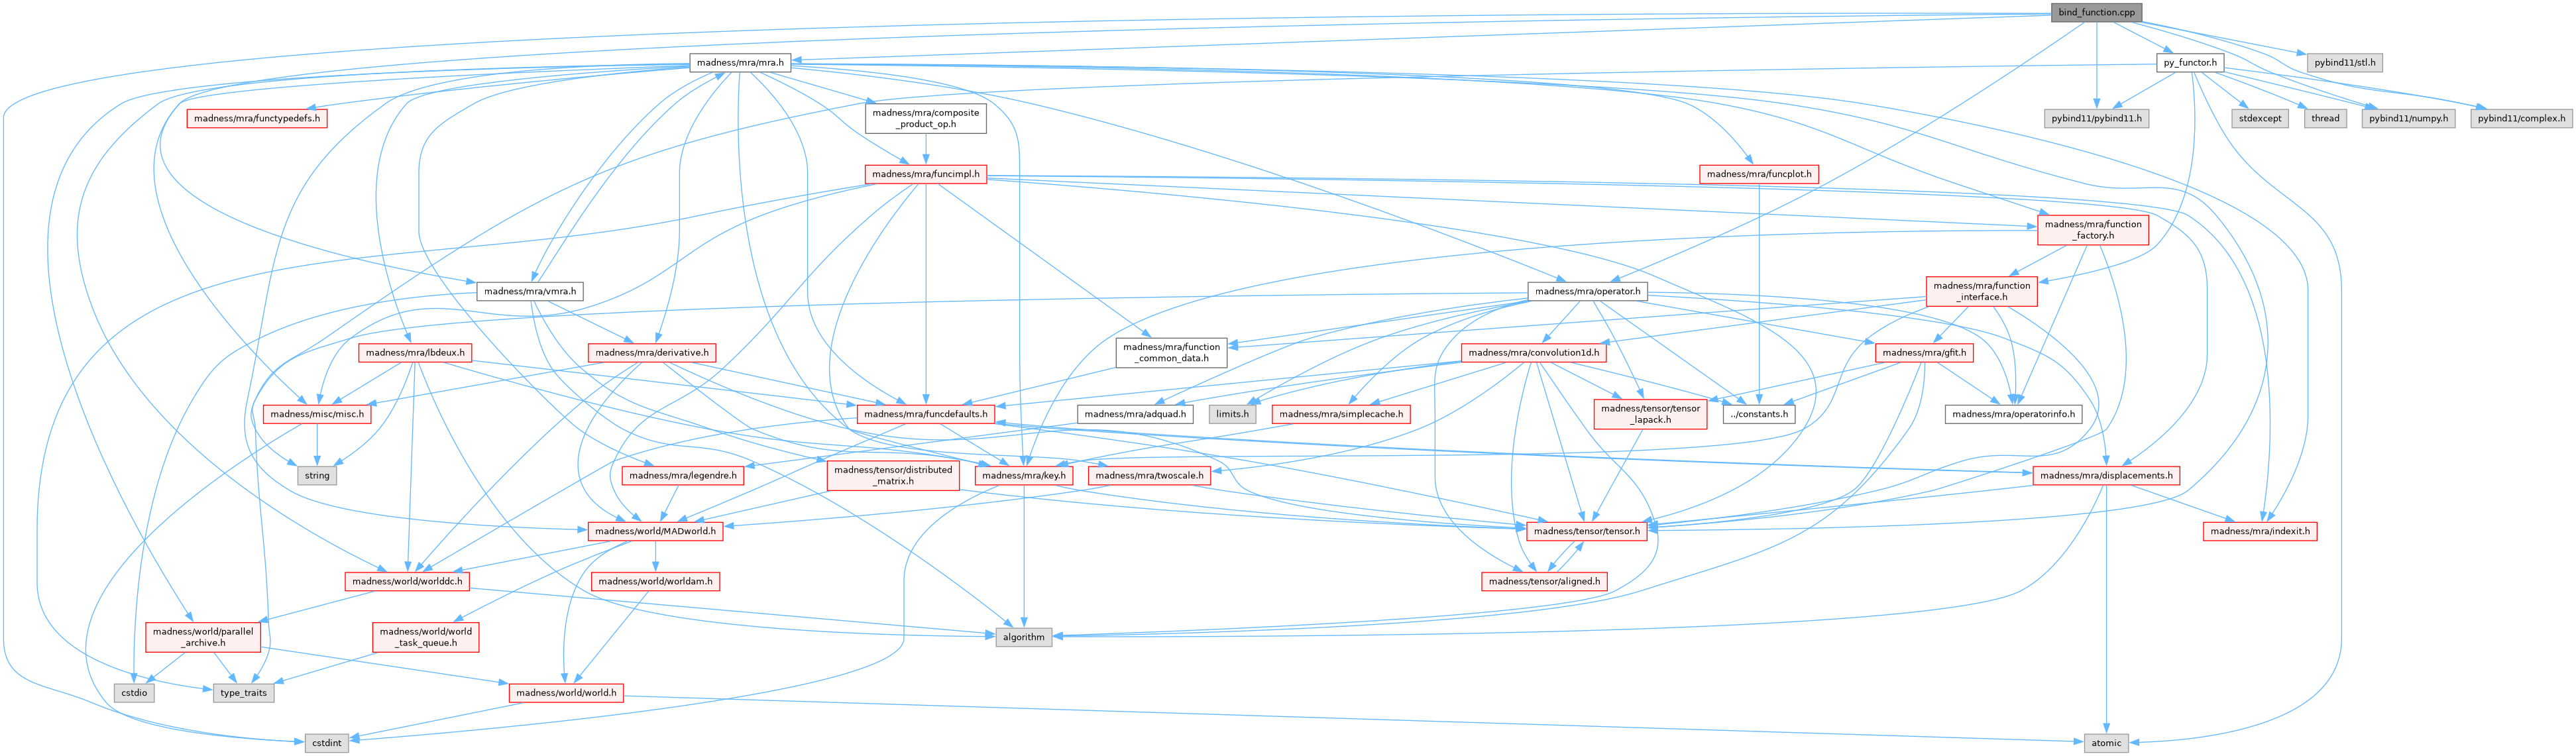 bind_function.cpp
madness/mra/mra.h
py_functor.h
pybind11/stl.h
madness/mra/functypedefs.h
madness/mra/composite
_product_op.h
pybind11/pybind11.h
stdexcept
thread
pybind11/numpy.h
pybind11/complex.h
madness/mra/funcimpl.h
madness/mra/funcplot.h
madness/mra/function
_factory.h
madness/mra/vmra.h
madness/mra/operator.h
madness/mra/function
_interface.h
madness/mra/lbdeux.h
madness/mra/derivative.h
madness/mra/function
_common_data.h
madness/mra/convolution1d.h
madness/mra/gfit.h
madness/misc/misc.h
madness/mra/funcdefaults.h
madness/mra/adquad.h
limits.h
madness/mra/simplecache.h
madness/tensor/tensor
_lapack.h
../constants.h
madness/mra/operatorinfo.h
string
madness/mra/legendre.h
madness/tensor/distributed
_matrix.h
madness/mra/key.h
madness/mra/twoscale.h
madness/mra/displacements.h
madness/world/MADworld.h
madness/tensor/tensor.h
madness/mra/indexit.h
madness/world/worlddc.h
madness/world/worldam.h
madness/tensor/aligned.h
madness/world/parallel
_archive.h
madness/world/world
_task_queue.h
algorithm
cstdio
type_traits
madness/world/world.h
cstdint
atomic